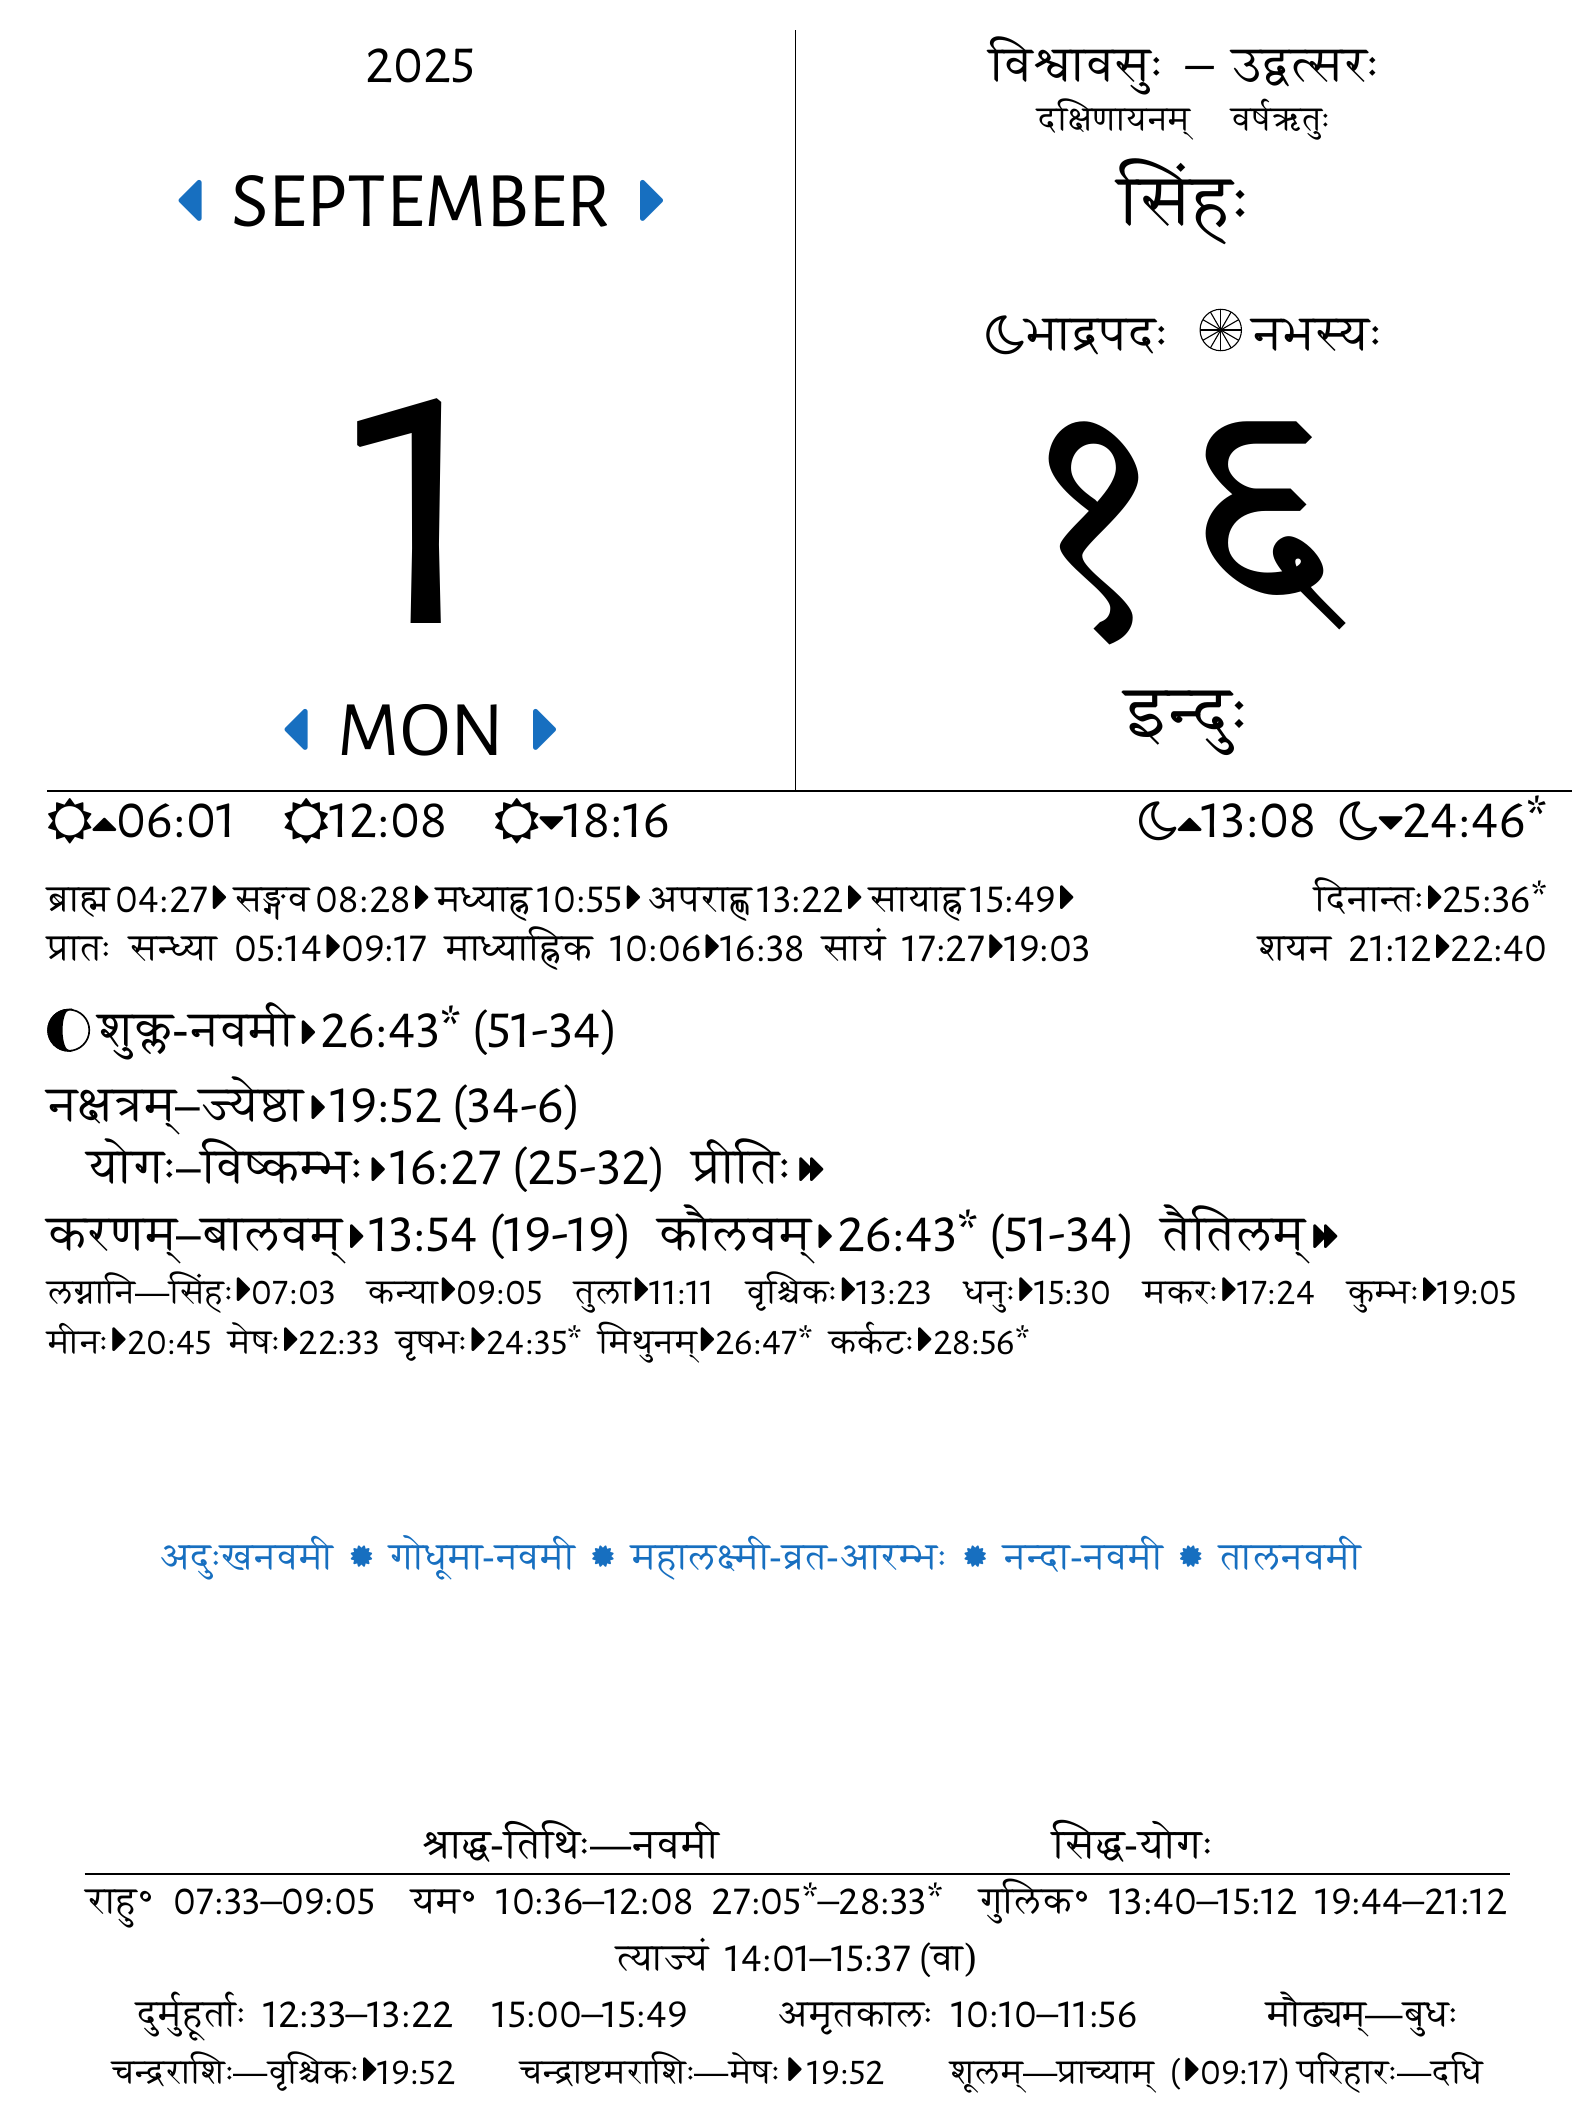 2025
SEPTEMBER
1
MON
विश्वावसुः – उद्वत्सरः
दक्षिणायनम् वर्षऋतुः
सिंहः
भाद्रपदः नभस्यः
१६
इन्दुः
06:01 12:08 18:16 13:08 24:46*
ब्राह्म 04:27 सङ्गव 08:28 मध्याह्न 10:55 अपराह्ण 13:22 सायाह्न 15:49 दिनान्तः 25:36*
प्रातः सन्ध्या 05:14 09:17 माध्याह्निक 10:06 16:38 सायं 17:27 19:03 शयन 21:12 22:40
शुक्ल-नवमी 26:43* (51-34)
नक्षत्रम्–ज्येष्ठा 19:52 (34-6)
योगः–विष्कम्भः 16:27 (25-32) प्रीतिः
करणम्–बालवम् 13:54 (19-19) कौलवम् 26:43* (51-34) तैतिलम्
लग्नानि—सिंहः 07:03 कन्या 09:05 तुला 11:11 वृश्चिकः 13:23 धनुः 15:30 मकरः 17:24 कुम्भः 19:05
मीनः 20:45 मेषः 22:33 वृषभः 24:35* मिथुनम् 26:47* कर्कटः 28:56*
अदुःखनवमी गोधूमा-नवमी महालक्ष्मी-व्रत-आरम्भः नन्दा-नवमी तालनवमी
श्राद्ध-तिथिः—नवमी सिद्ध-योगः
राहु॰ 07:33–09:05 यम॰ 10:36–12:08 27:05*–28:33* गुलिक॰ 13:40–15:12 19:44–21:12
त्याज्यं 14:01–15:37 (वा)
दुर्मुहूर्ताः 12:33–13:22 15:00–15:49 अमृतकालः 10:10–11:56 मौढ्यम्—बुधः
चन्द्रराशिः—वृश्चिकः 19:52 चन्द्राष्टमराशिः—मेषः 19:52 शूलम्—प्राच्याम् ( 09:17) परिहारः—दधि